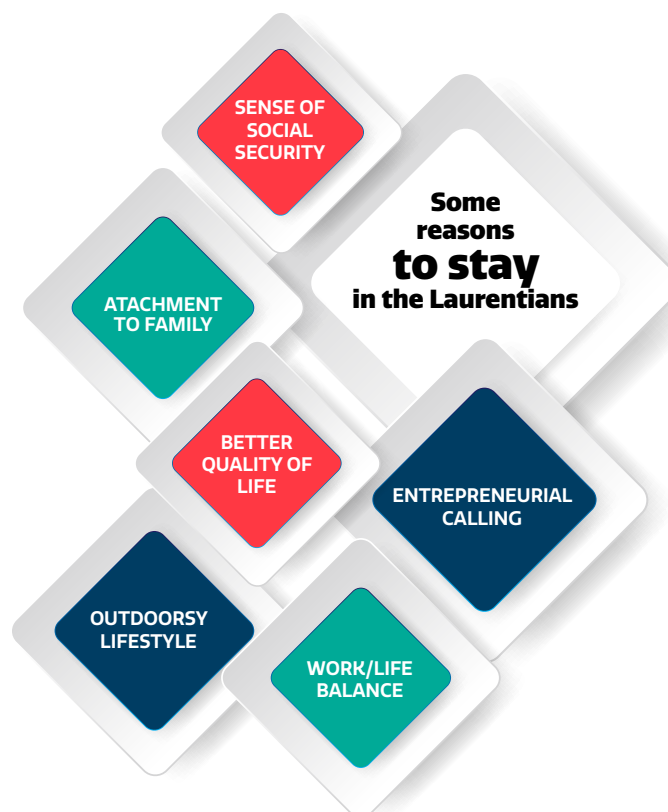 SENSE OF
SOCIAL
SECURITY
Some
reasons
to stay
in the Laurentians
ATACHMENT
TO FAMILY
BETTER
QUALITY OF
LIFE
ENTREPRENEURIAL
CALLING
OUTDOORSY
LIFESTYLE
WORK/LIFE
BALANCE